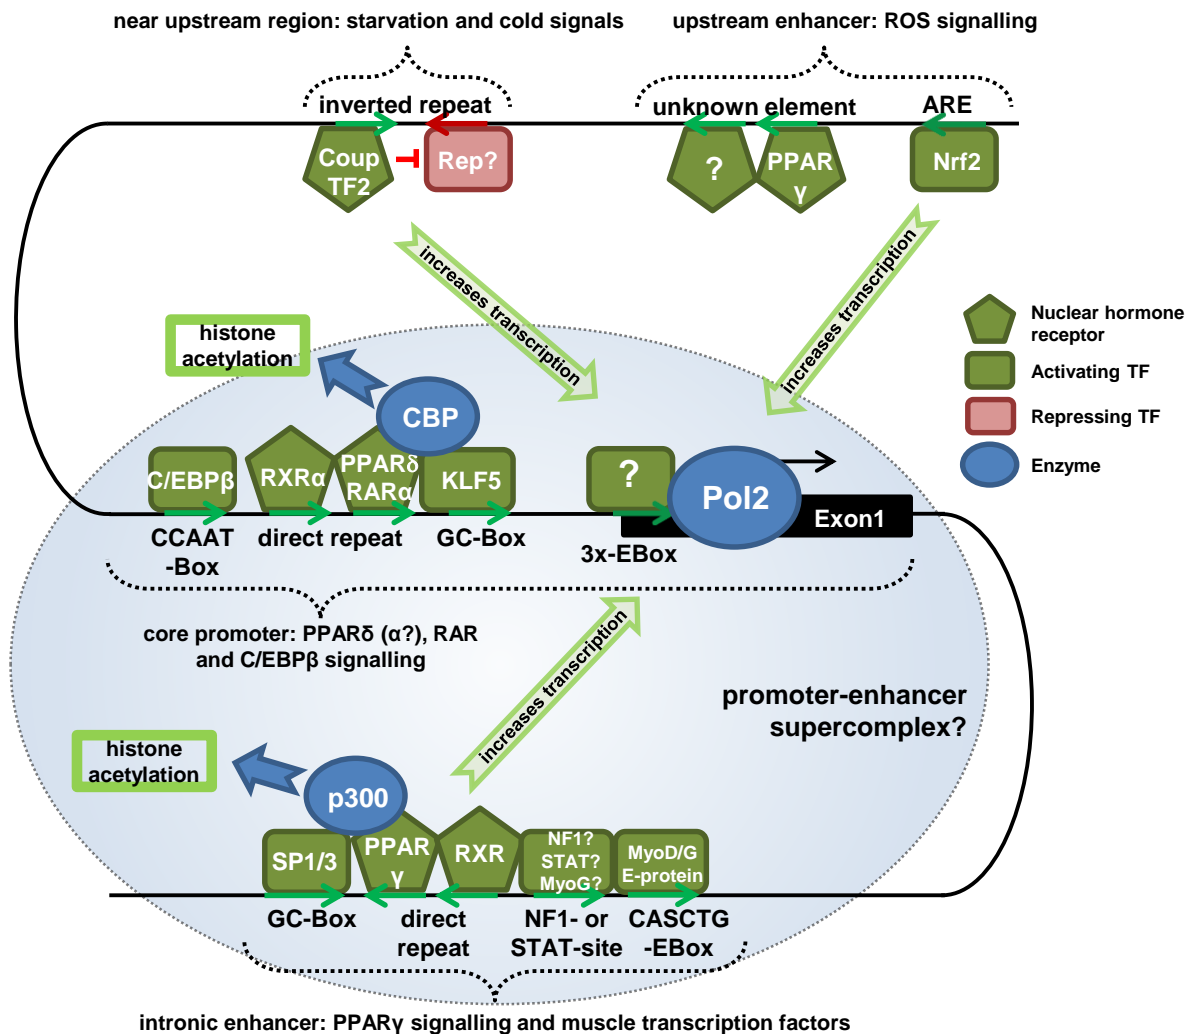 near upstream region: starvation and cold signals
upstream enhancer: ROS signalling
inverted repeat
unknown element
ARE
Coup
TF2
Rep?
?
PPAR
γ
Nrf2
increases transcription
increases transcription
Nuclear hormone
receptor
Activating TF
Repressing TF
Enzyme
histone
acetylation
CBP
C/EBPβ
RXRα
PPARδ
RARα
KLF5
?
Pol2
Exon1
CCAAT
-Box
direct repeat
GC-Box
3x-EBox
core promoter: PPARδ (α?), RAR
and C/EBPβ signalling
increases transcription
promoter-enhancer
supercomplex?
histone
acetylation
p300
SP1/3
PPAR
γ
RXR
NF1?
STAT?
MyoG?
MyoD/G
E-protein
GC-Box
direct
repeat
NF1- or
STAT-site
CASCTG
-EBox
intronic enhancer: PPARγ signalling and muscle transcription factors